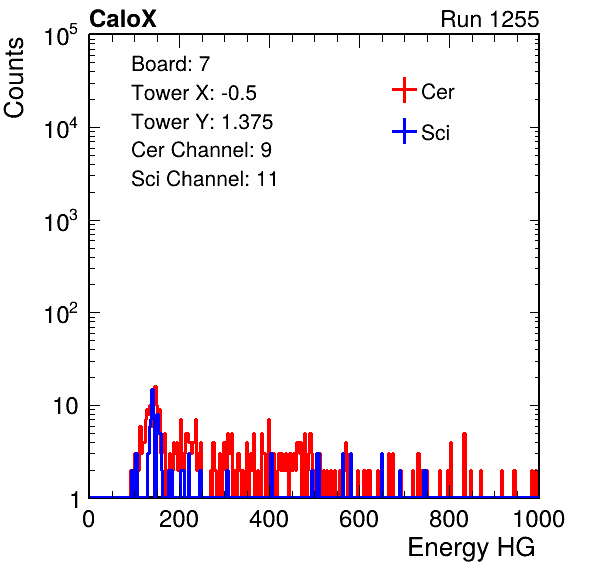 CaloX Run 1255
Counts
Board: 7
Tower X: -0.5
Tower Y: 1.375
Cer Channel: 9
Sci Channel: 11
Cer
Sci
10^5
10^4
10^3
10^2
10
1
0 200 400 600 800 1000
Energy HG